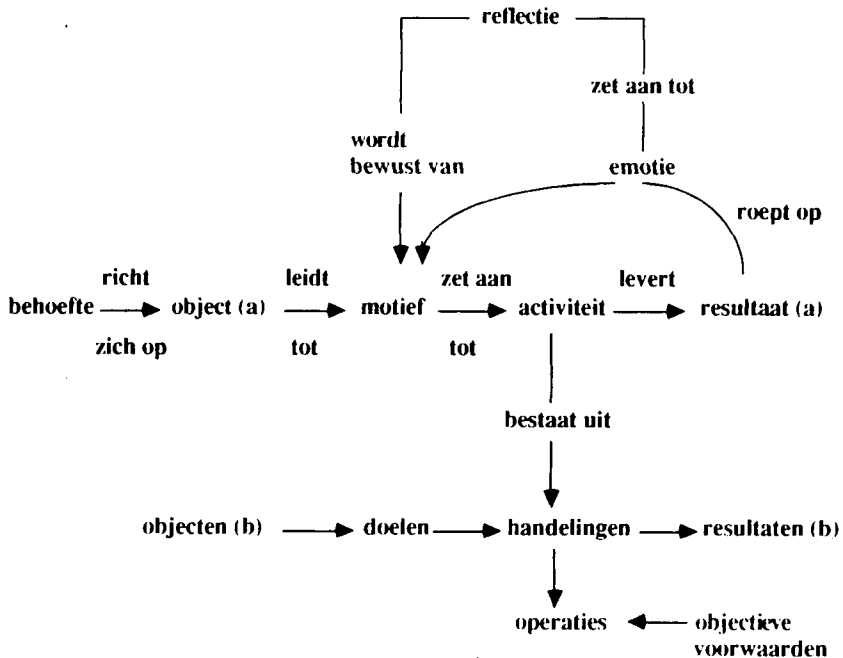 reflectie
zet aan tot
wordt
bewust van
emotie
roept op
richt leidt zet aan levert
behoefte object (a) motief activiteit resultaat (a)
zich op tot tot
bestaat uit
objecten (b) doelen handelingen resultaten (b)
operaties objectieve
voorwaarden